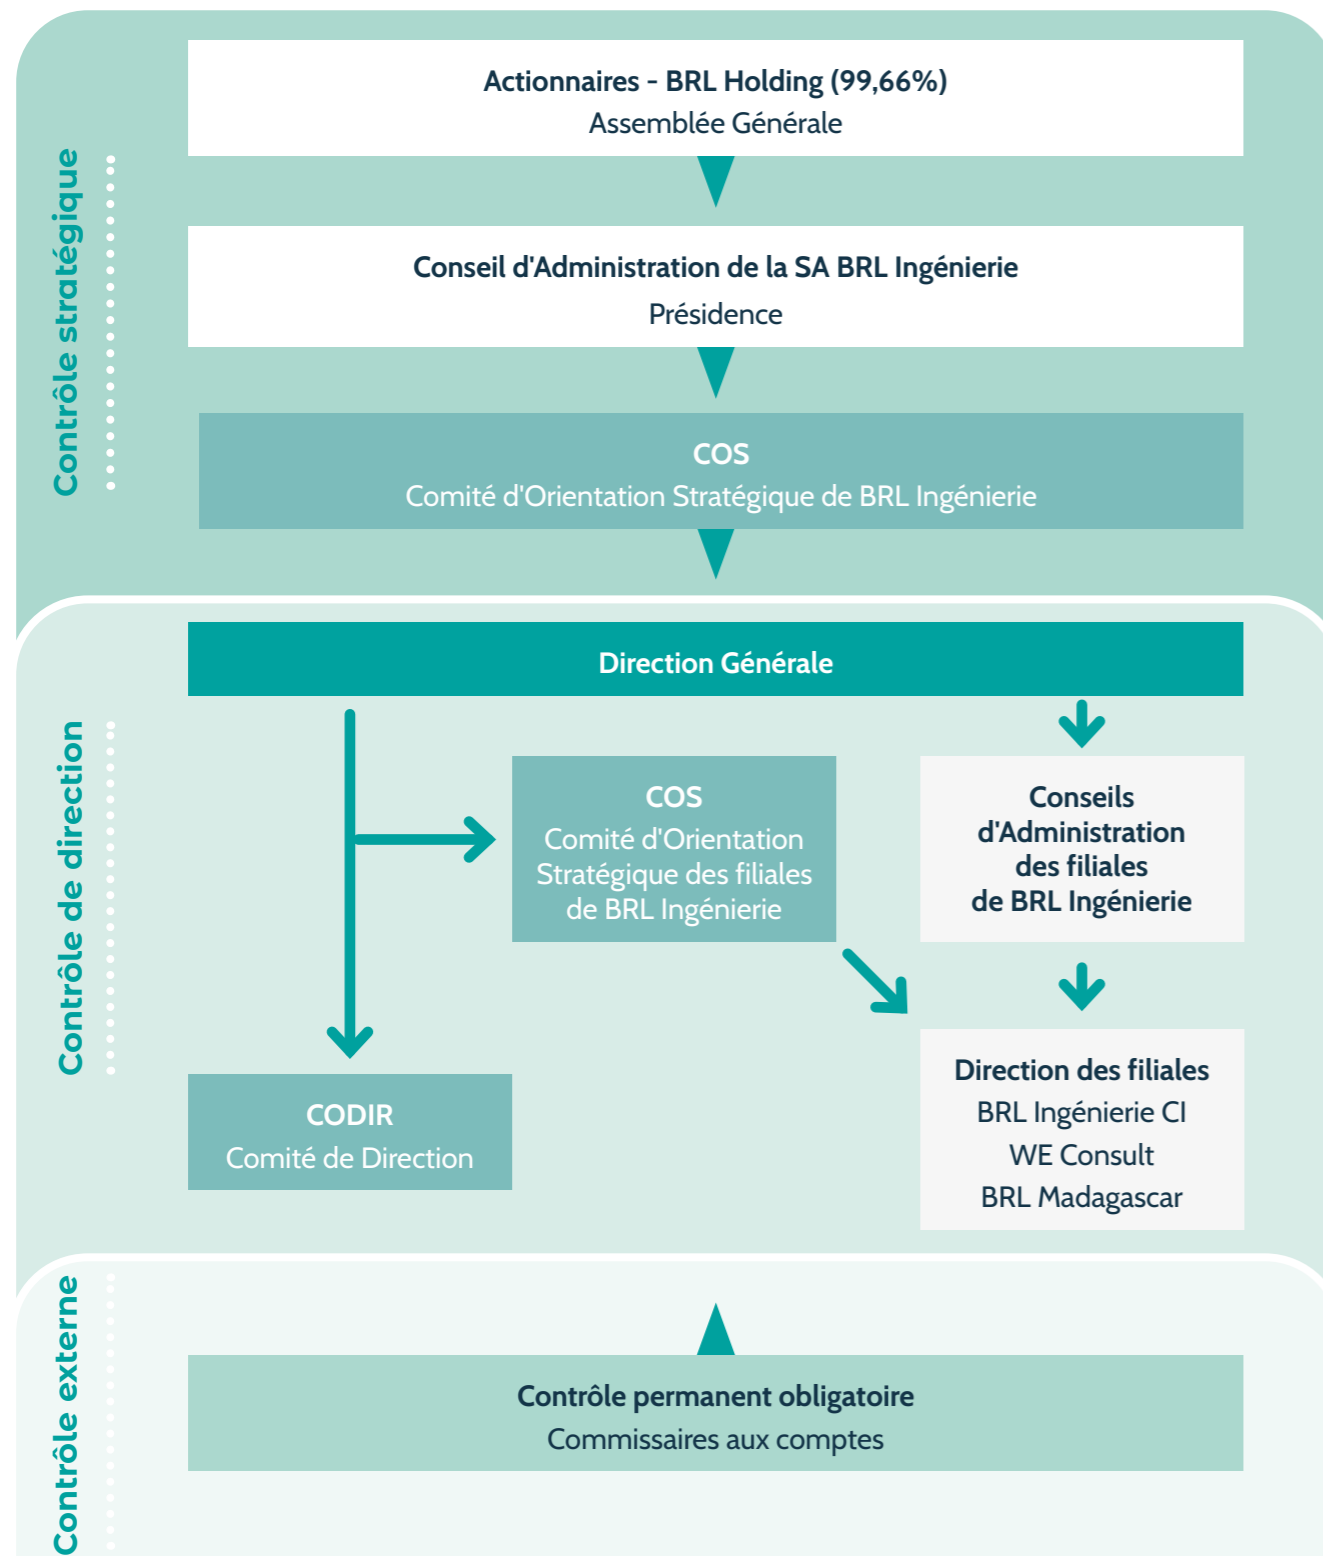 Contrôle stratégique
Actionnaires - BRL Holding (99,66%)
Assemblée Générale
Conseil d'Administration de la SA BRL Ingénierie
Présidence
COS
Comité d'Orientation Stratégique de BRL Ingénierie
Contrôle de direction
Direction Générale
COS
Comité d'Orientation
Stratégique des filiales
de BRL Ingénierie
Conseils
d'Administration
des filiales
de BRL Ingénierie
CODIR
Comité de Direction
Direction des filiales
BRL Ingénierie CI
WE Consult
BRL Madagascar
Contrôle externe
Contrôle permanent obligatoire
Commissaires aux comptes